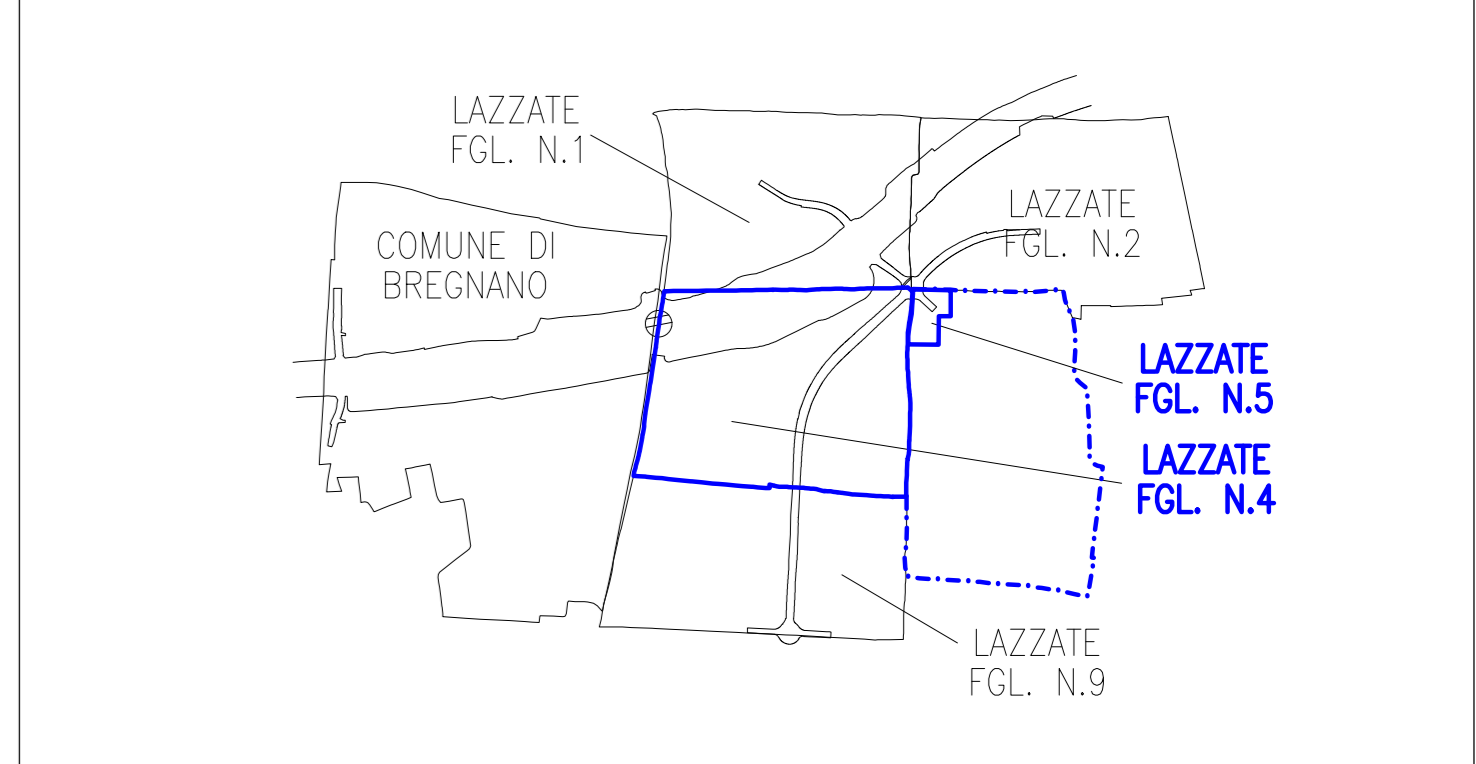 LAZZATE
FGL. N.1
LAZZATE
FGL. N.2
COMUNE DI
BREGNANO
LAZZATE
FGL. N.5
LAZZATE
FGL. N.4
LAZZATE
FGL. N.9